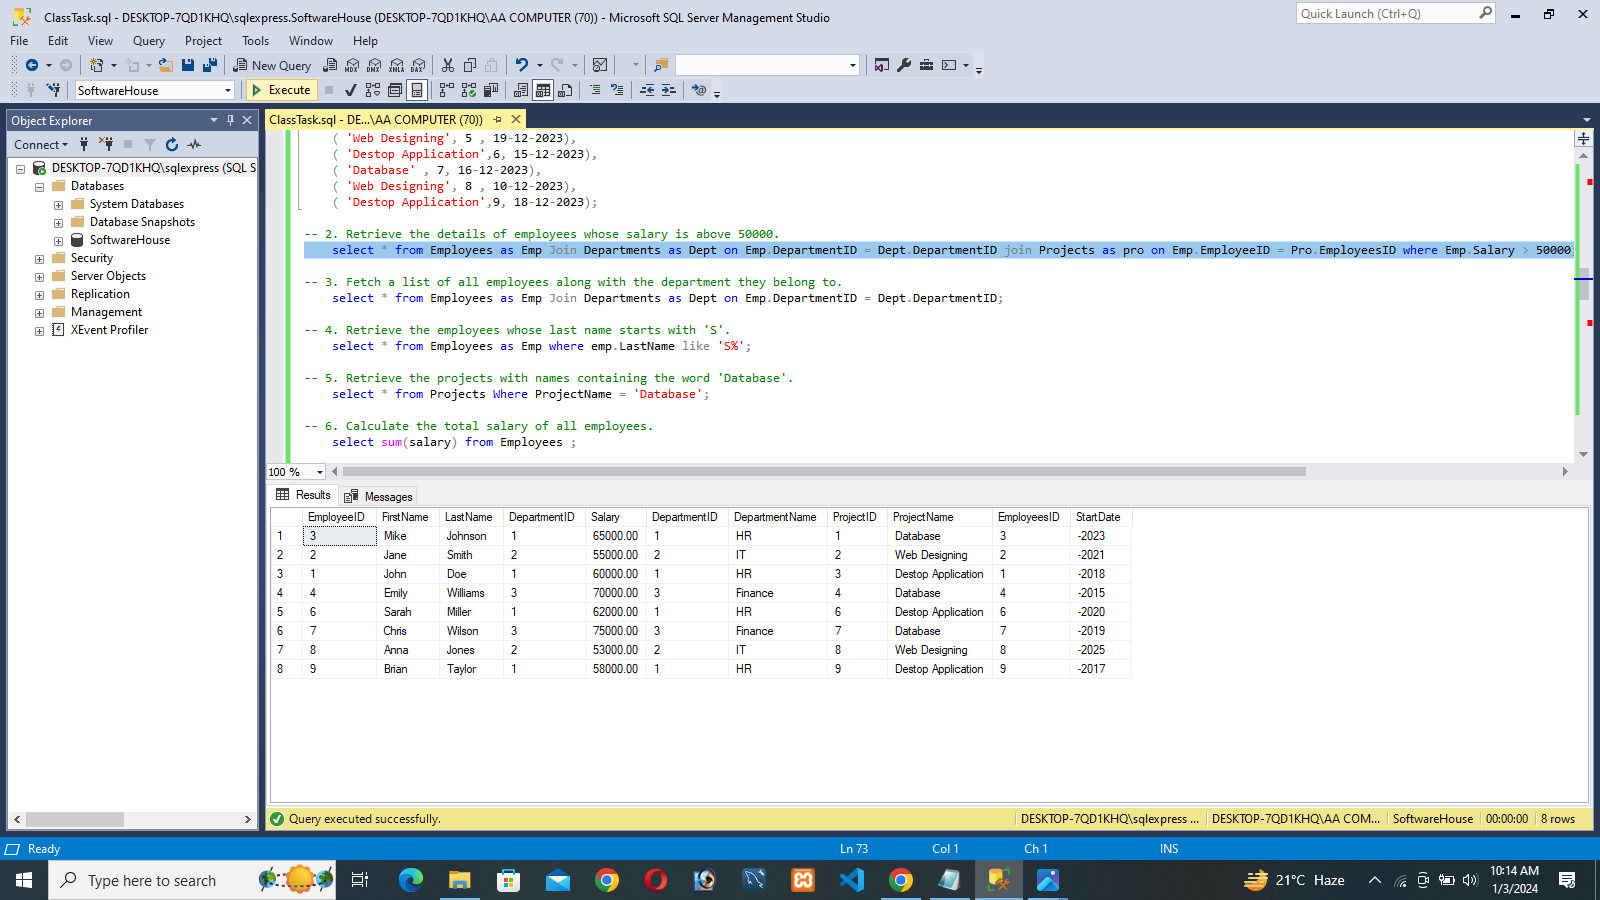 ClassTask.sql - DESKTOP-7QD1KHQ\sqlexpress.SoftwareHouse (DESKTOP-7QD1KHQ\AA COMPUTER (70)) - Microsoft SQL Server Management Studio
Quick Launch (Ctrl+Q)
File Edit View Query Project Tools Window Help
New Query
MDX DMX XMLA DAX
SoftwareHouse
Execute
Object Explorer
Connect
DESKTOP-7QD1KHQ\sqlexpress (SQL S
Databases
System Databases
Database Snapshots
SoftwareHouse
Security
Server Objects
Replication
Management
XEvent Profiler
ClassTask.sql - DE...\AA COMPUTER (70))
( 'Web Designing', 5 , 19-12-2023),
( 'Destop Application',6, 15-12-2023),
( 'Database' , 7, 16-12-2023),
( 'Web Designing', 8 , 10-12-2023),
( 'Destop Application',9, 18-12-2023);
-- 2. Retrieve the details of employees whose salary is above 50000.
select * from Employees as Emp Join Departments as Dept on Emp.DepartmentID = Dept.DepartmentID join Projects as pro on Emp.EmployeeID = Pro.EmployeesID where Emp.Salary > 50000
-- 3. Fetch a list of all employees along with the department they belong to.
select * from Employees as Emp Join Departments as Dept on Emp.DepartmentID = Dept.DepartmentID;
-- 4. Retrieve the employees whose last name starts with 'S'.
select * from Employees as Emp where emp.LastName like 'S%';
-- 5. Retrieve the projects with names containing the word 'Database'.
select * from Projects Where ProjectName = 'Database';
-- 6. Calculate the total salary of all employees.
select sum(salary) from Employees ;
100 %
Results Messages
EmployeeID FirstName LastName DepartmentID Salary DepartmentID DepartmentName ProjectID ProjectName EmployeesID StartDate
1 3 Mike Johnson 1 65000.00 1 HR 1 Database 3 -2023
2 2 Jane Smith 2 55000.00 2 IT 2 Web Designing 2 -2021
3 1 John Doe 1 60000.00 1 HR 3 Destop Application 1 -2018
4 4 Emily Williams 3 70000.00 3 Finance 4 Database 4 -2015
5 6 Sarah Miller 1 62000.00 1 HR 6 Destop Application 6 -2020
6 7 Chris Wilson 3 75000.00 3 Finance 7 Database 7 -2019
7 8 Anna Jones 2 53000.00 2 IT 8 Web Designing 8 -2025
8 9 Brian Taylor 1 58000.00 1 HR 9 Destop Application 9 -2017
Query executed successfully.
DESKTOP-7QD1KHQ\sqlexpress ... DESKTOP-7QD1KHQ\AA COM... SoftwareHouse 00:00:00 8 rows
Ready Ln 73 Col 1 Ch 1 INS
Type here to search
21°C Haze
10:14 AM
1/3/2024